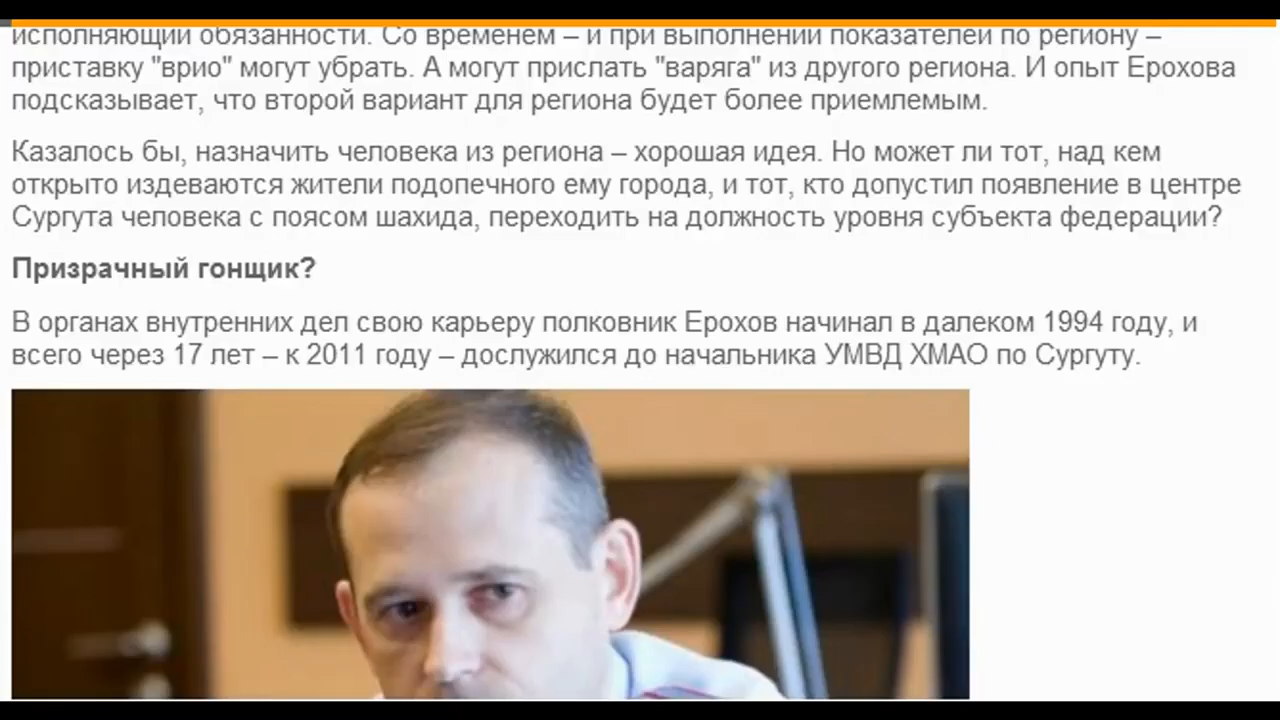 исполняющий обязанности. Со временем – и при выполнении показателей по региону –
приставку "врио" могут убрать. А могут прислать "варяга" из другого региона. И опыт Ерохова
подсказывает, что второй вариант для региона будет более приемлемым.
Казалось бы, назначить человека из региона – хорошая идея. Но может ли тот, над кем
открыто издеваются жители подопечного ему города, и тот, кто допустил появление в центре
Сургута человека с поясом шахида, переходить на должность уровня субъекта федерации?
Призрачный гонщик?
В органах внутренних дел свою карьеру полковник Ерохов начинал в далеком 1994 году, и
всего через 17 лет – к 2011 году – дослужился до начальника УМВД ХМАО по Сургуту.